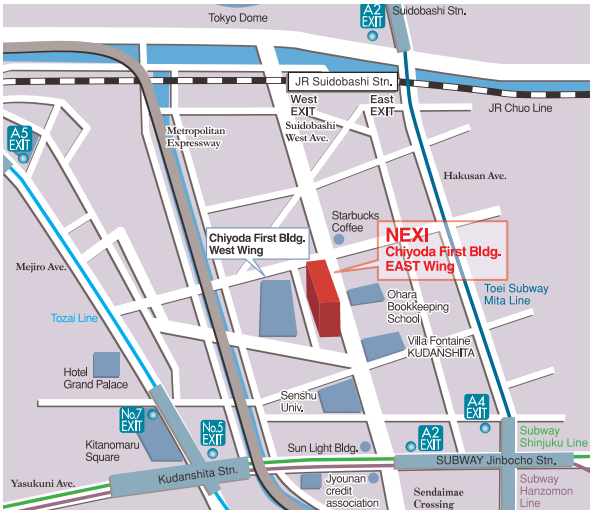 Tokyo Dome
A2
EXIT
Suidobashi Stn.
JR Suidobashi Stn.
West
EXIT
East
EXIT
JR Chuo Line
A5
EXIT
Metropolitan
Expressway
Suidobashi
West Ave.
Hakusan Ave.
Starbucks
Coffee
NEXI
Chiyoda First Bldg.
EAST Wing
Chiyoda First Bldg.
West Wing
Mejiro Ave.
Ohara
Bookkeeping
School
Toei Subway
Mita Line
Tozai Line
Villa Fontaine
KUDANSHITA
Hotel
Grand Palace
Senshu
Univ.
No.7
EXIT
No.5
EXIT
A2
EXIT
A4
EXIT
Kitanomaru
Square
Sun Light Bldg.
Subway
Shinjuku Line
SUBWAY Jinbocho Stn.
Kudanshita Stn.
Yasukuni Ave.
Jyounan
credit
association
Sendaimae
Crossing
Subway
Hanzomon
Line